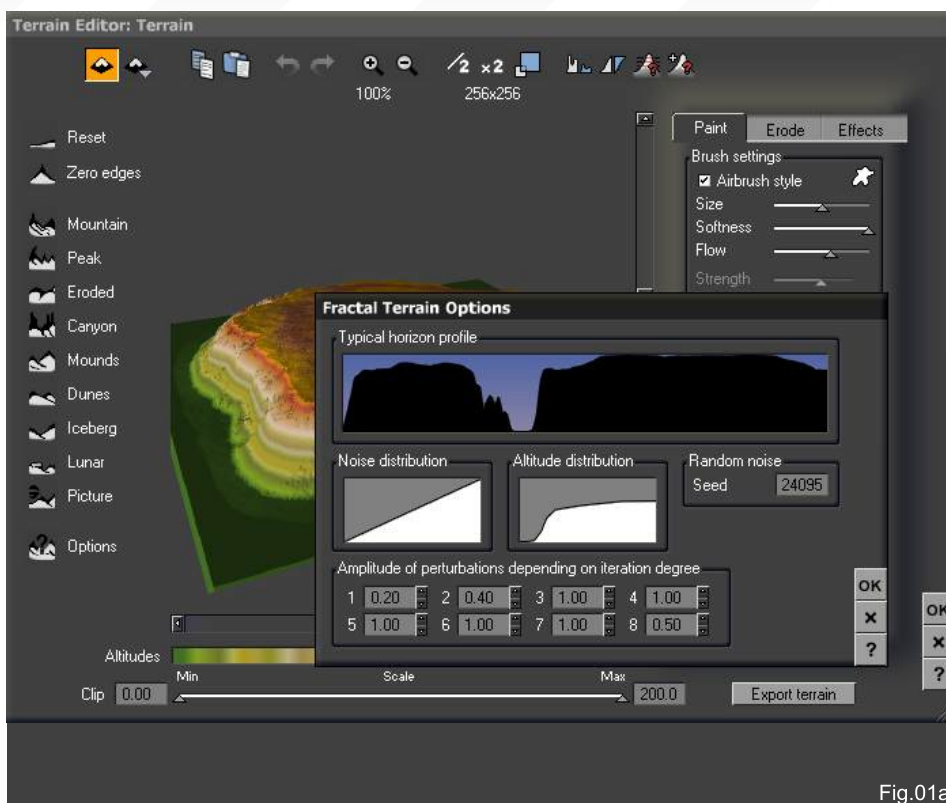 Terrain Editor: Terrain
/2 x2
100% 256x256
Reset
Zero edges
Mountain
Peak
Eroded
Canyon
Mounds
Dunes
Iceberg
Lunar
Picture
Options
Paint Erode Effects
Brush settings
Airbrush style
Size
Softness
Flow
Strength
Fractal Terrain Options
Typical horizon profile
Noise distribution Altitude distribution Random noise
Seed 24095
Amplitude of perturbations depending on iteration degree
1 0.20 2 0.40 3 1.00 4 1.00
5 1.00 6 1.00 7 1.00 8 0.50
OK
x
?
OK
x
?
Altitudes
Min Scale Max
Clip 0.00 200.0 Export terrain
Fig.01a